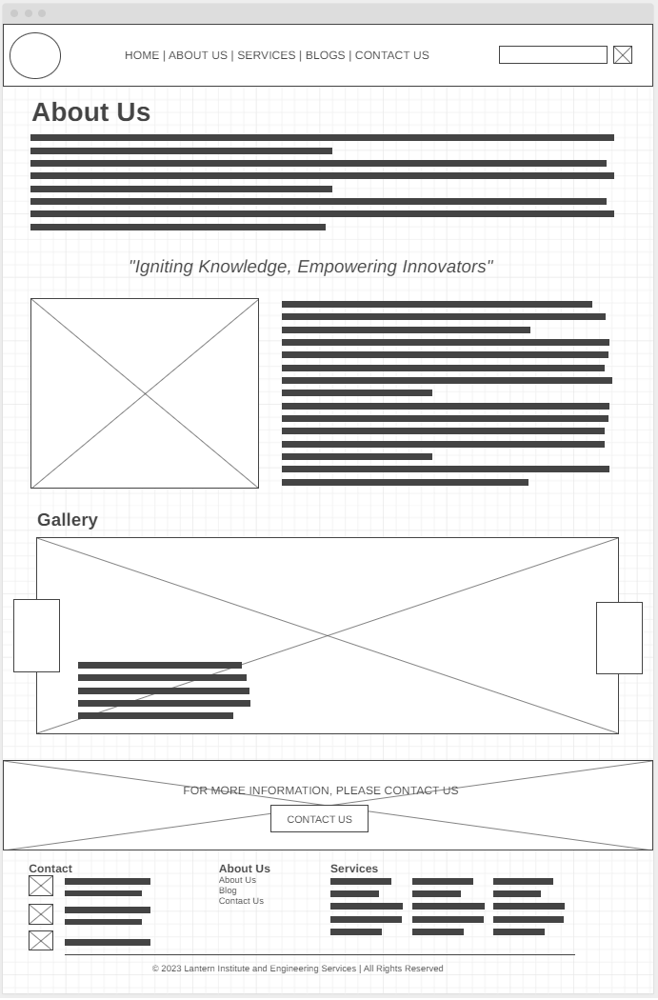 HOME | ABOUT US | SERVICES | BLOGS | CONTACT US
About Us
"Igniting Knowledge, Empowering Innovators"
Gallery
FOR MORE INFORMATION, PLEASE CONTACT US
CONTACT US
Contact
About Us
About Us
Blog
Contact Us
Services
© 2023 Lantern Institute and Engineering Services | All Rights Reserved